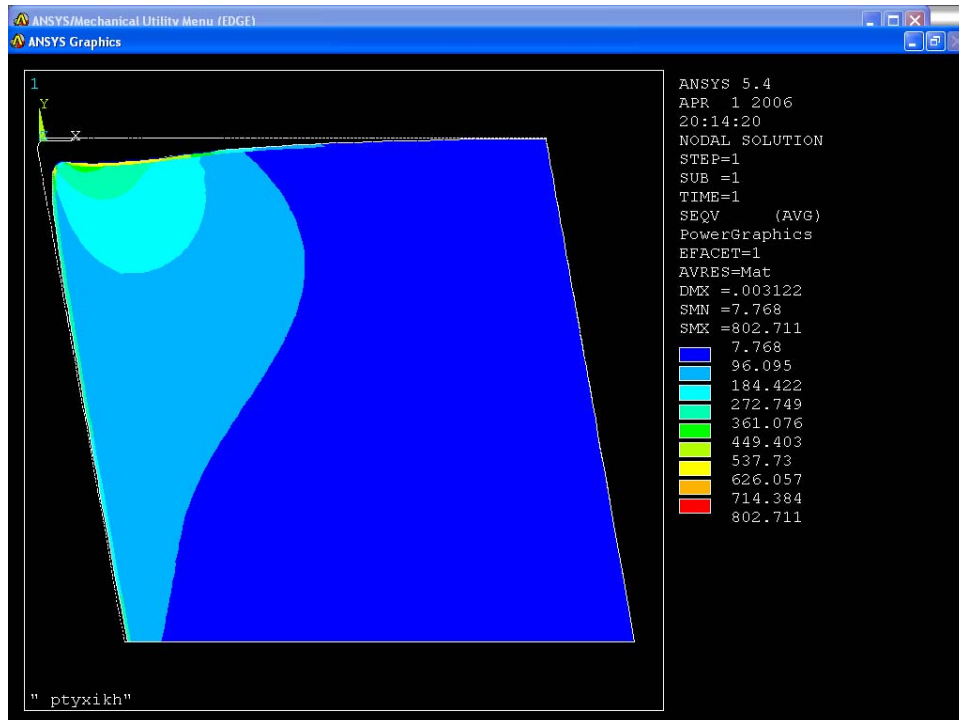 ANSYS/Mechanical Utility Menu (EDGE)
ANSYS Graphics
1
Y
X
ANSYS 5.4
APR 1 2006
20:14:20
NODAL SOLUTION
STEP=1
SUB =1
TIME=1
SEQV (AVG)
PowerGraphics
EFACET=1
AVRES=Mat
DMX =.003122
SMN =7.768
SMX =802.711
7.768
96.095
184.422
272.749
361.076
449.403
537.73
626.057
714.384
802.711
" ptyxikh"